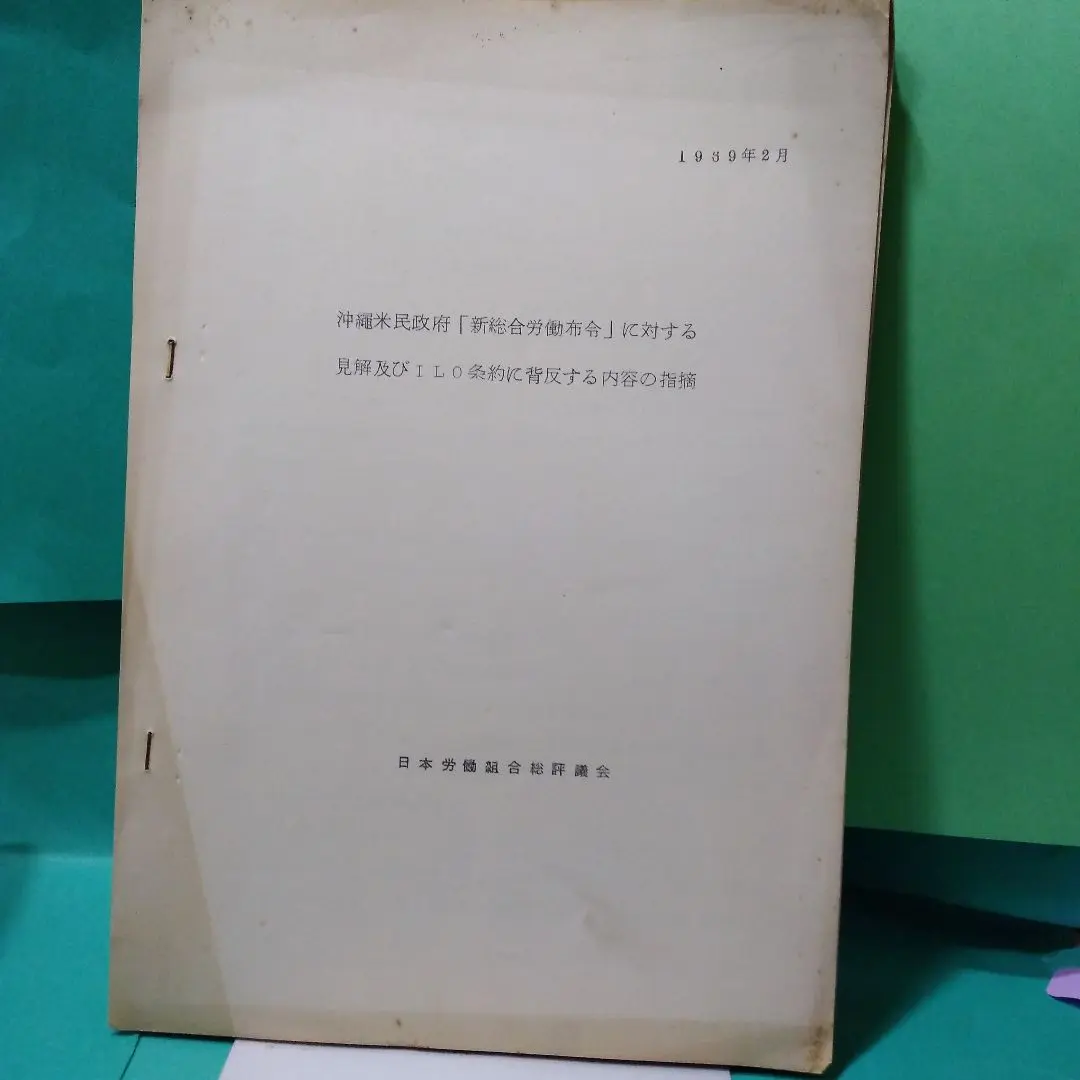 1969年2月
沖縄米民政府「新総合労働布令」に対する
見解及びILO条約に背反する内容の指摘
日本労働組合総評議会